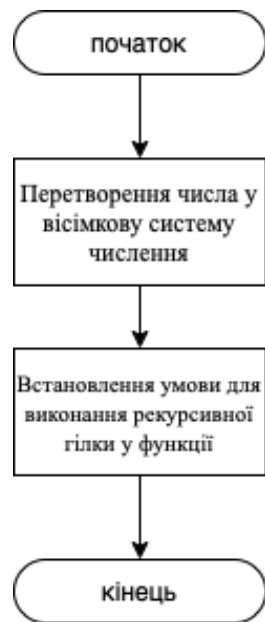 початок
Перетворення числа у
вісімкову систему
числення
Встановлення умови для
виконання рекурсивної
гілки у функції
кінець